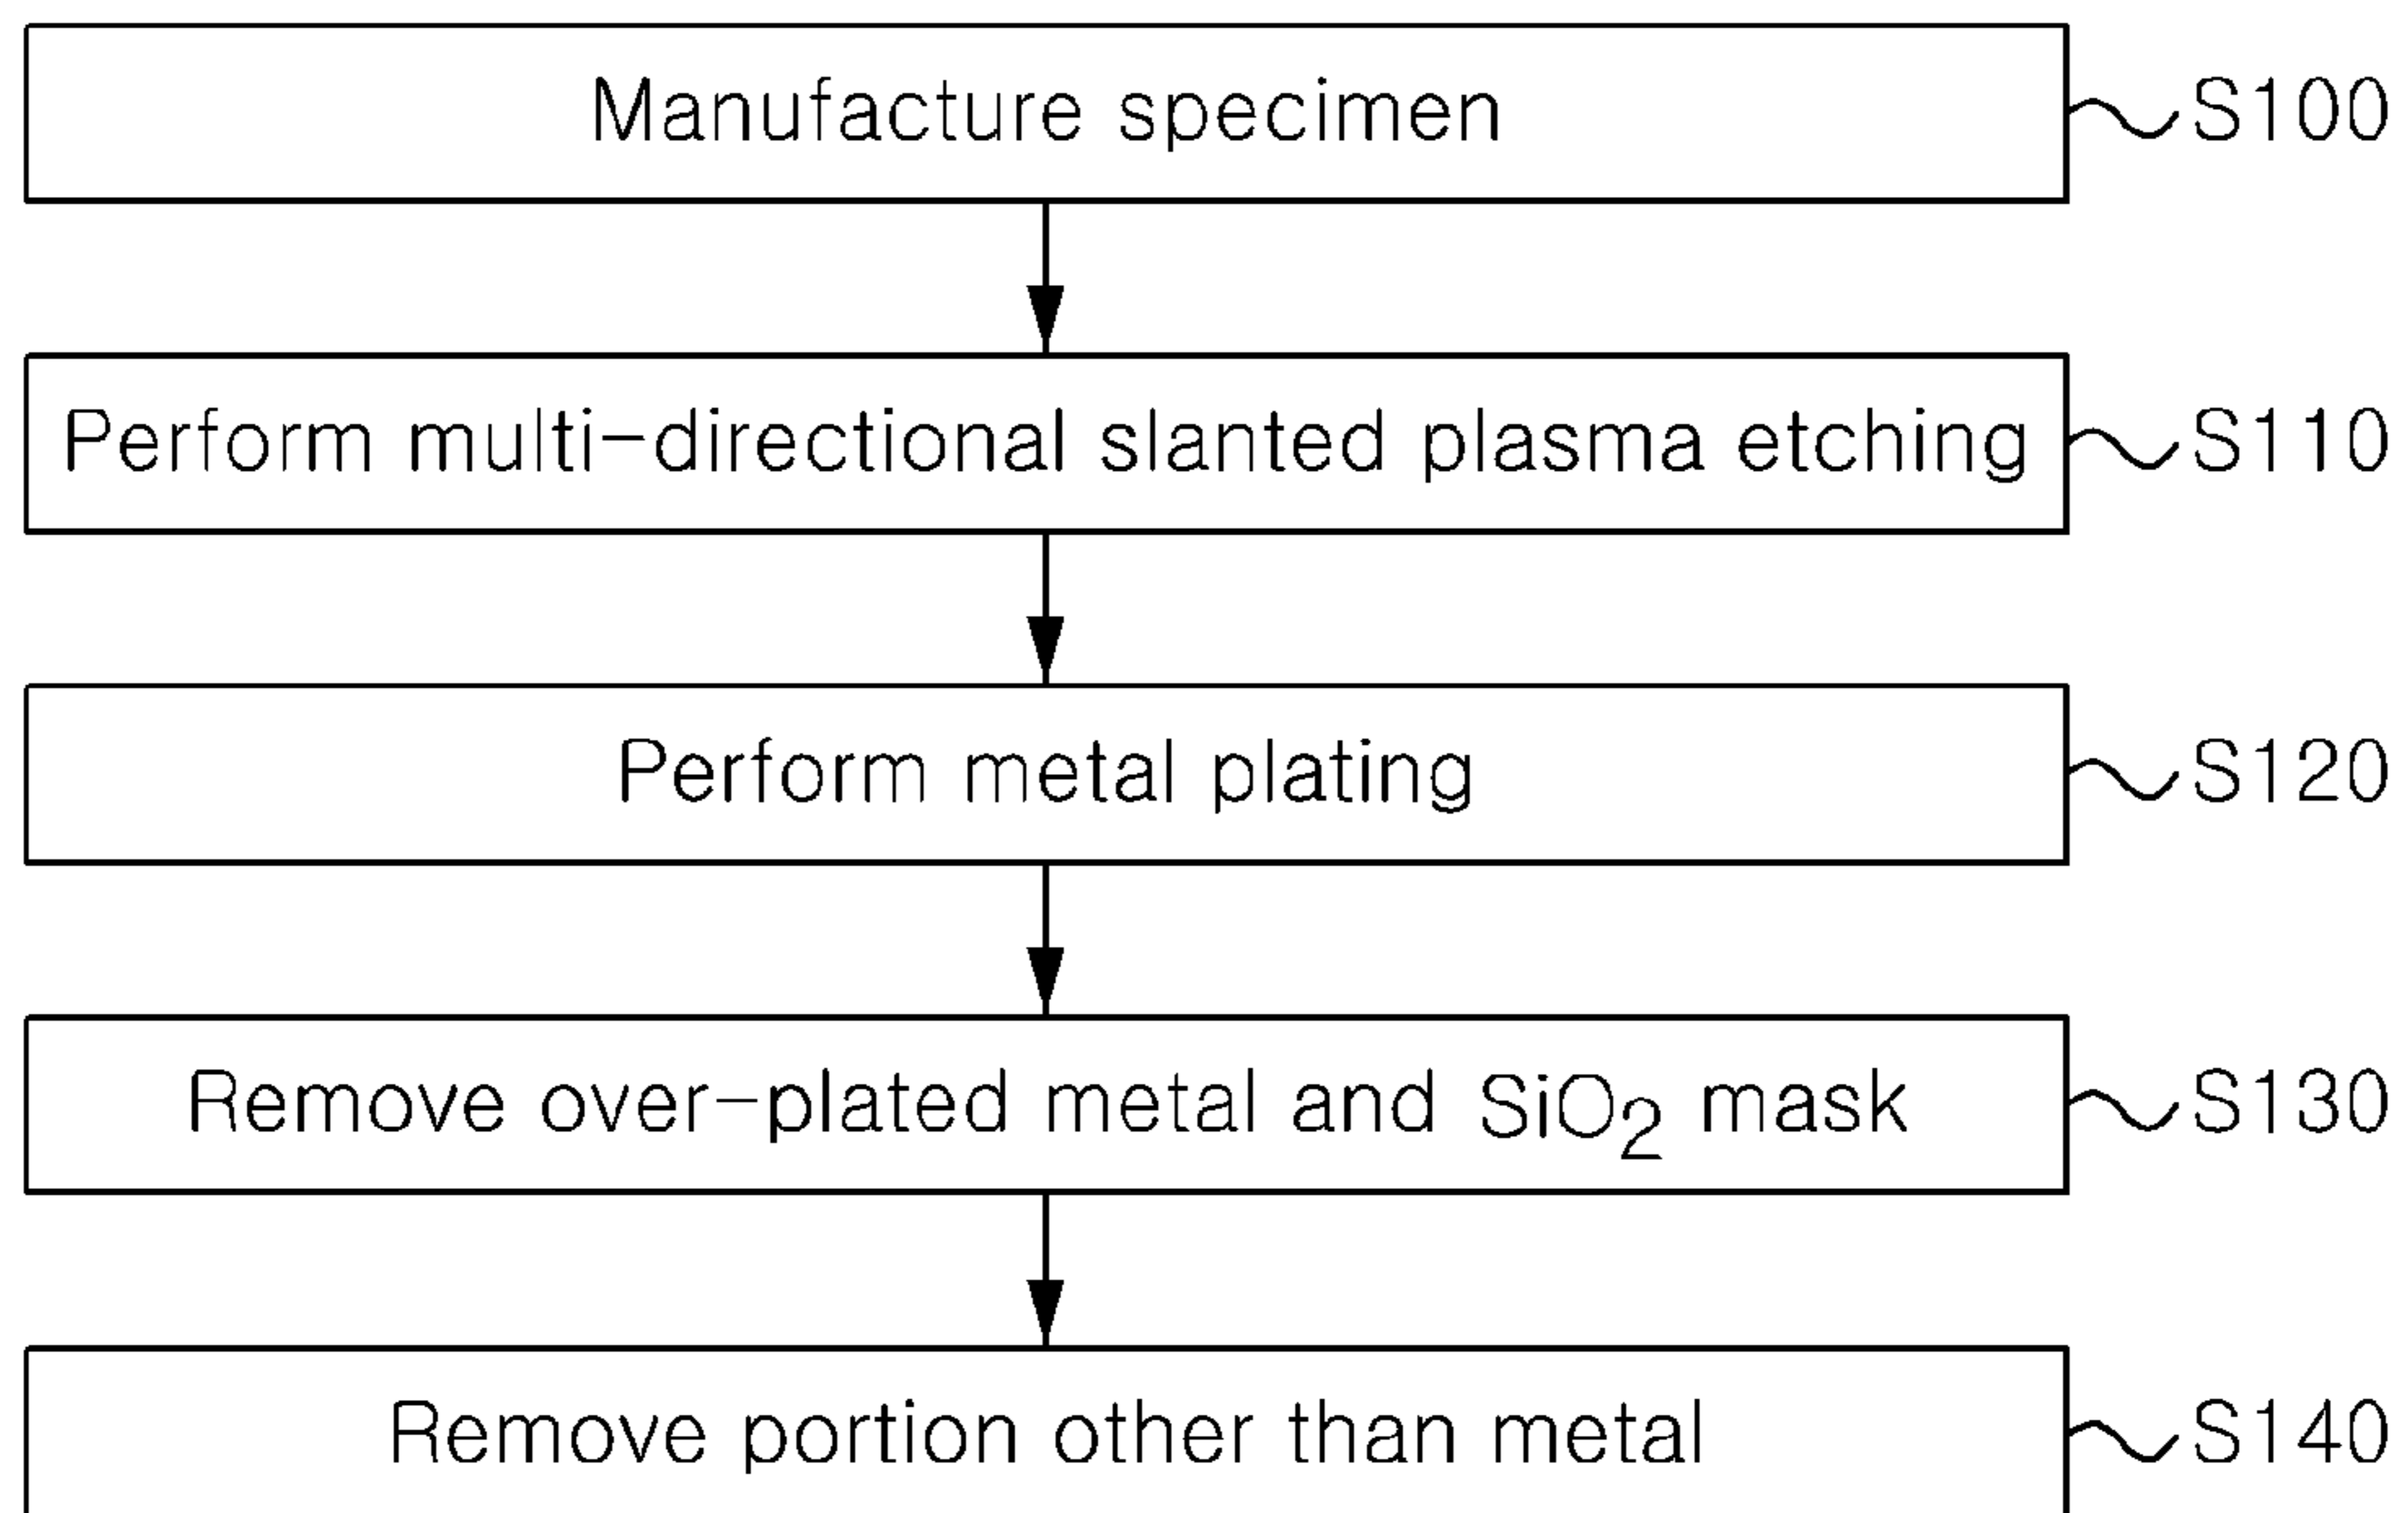 Manufacture specimen S100
Perform multi-directional slanted plasma etching S110
Perform metal plating S120
Remove over-plated metal and SiO₂ mask S130
Remove portion other than metal S140